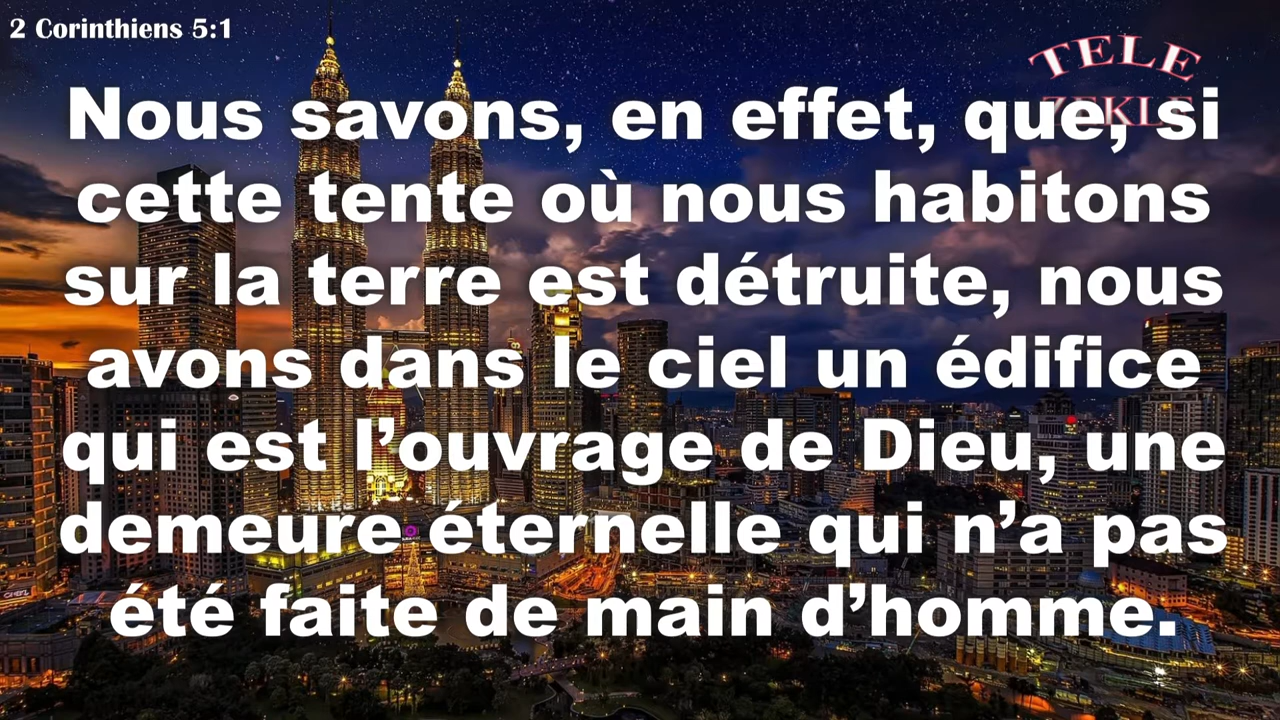 2 Corinthiens 5:1
TELE
ZEKLE
Nous savons, en effet, que, si
cette tente où nous habitons
sur la terre est détruite, nous
avons dans le ciel un édifice
qui est l’ouvrage de Dieu, une
demeure éternelle qui n’a pas
été faite de main d’homme.